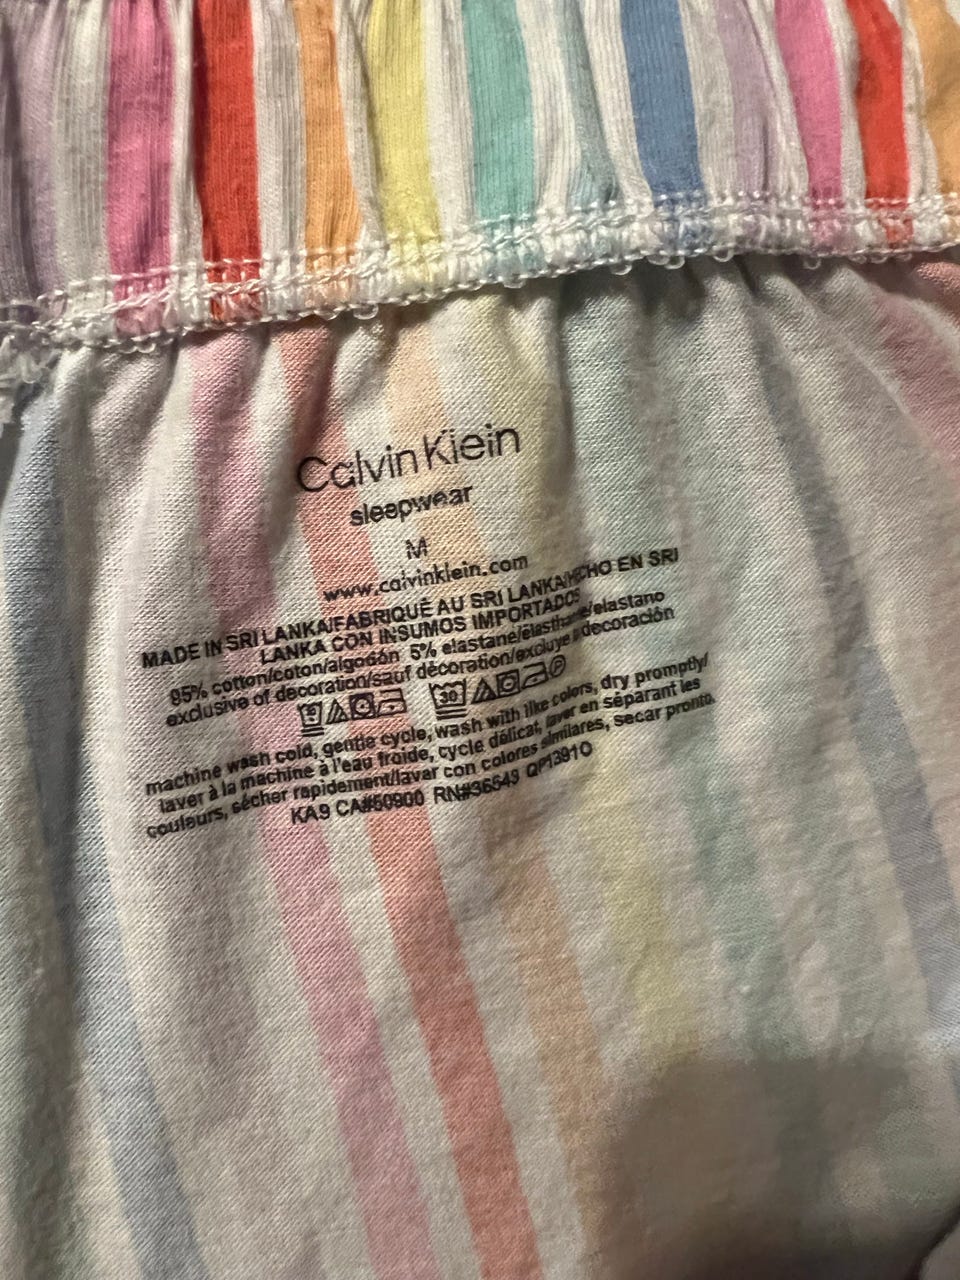 Calvin Klein
sleepwear
M
www.calvinklein.com
MADE IN SRI LANKA/FABRIQUÉ AU SRI LANKA/HECHO EN SRI
LANKA CON INSUMOS IMPORTADOS
95% cotton/coton/algodón 5% elastane/élasthane/elastano
exclusive of decoration/sauf décoration/excluye decoración
30
machine wash cold, gentle cycle, wash with like colors, dry promptly/
laver à la machine à l'eau froide, cycle délicat, laver en séparant les
couleurs, sécher rapidement/lavar con colores similares, secar pronto.
KA9 CA#50900 RN#36543 QP1391O